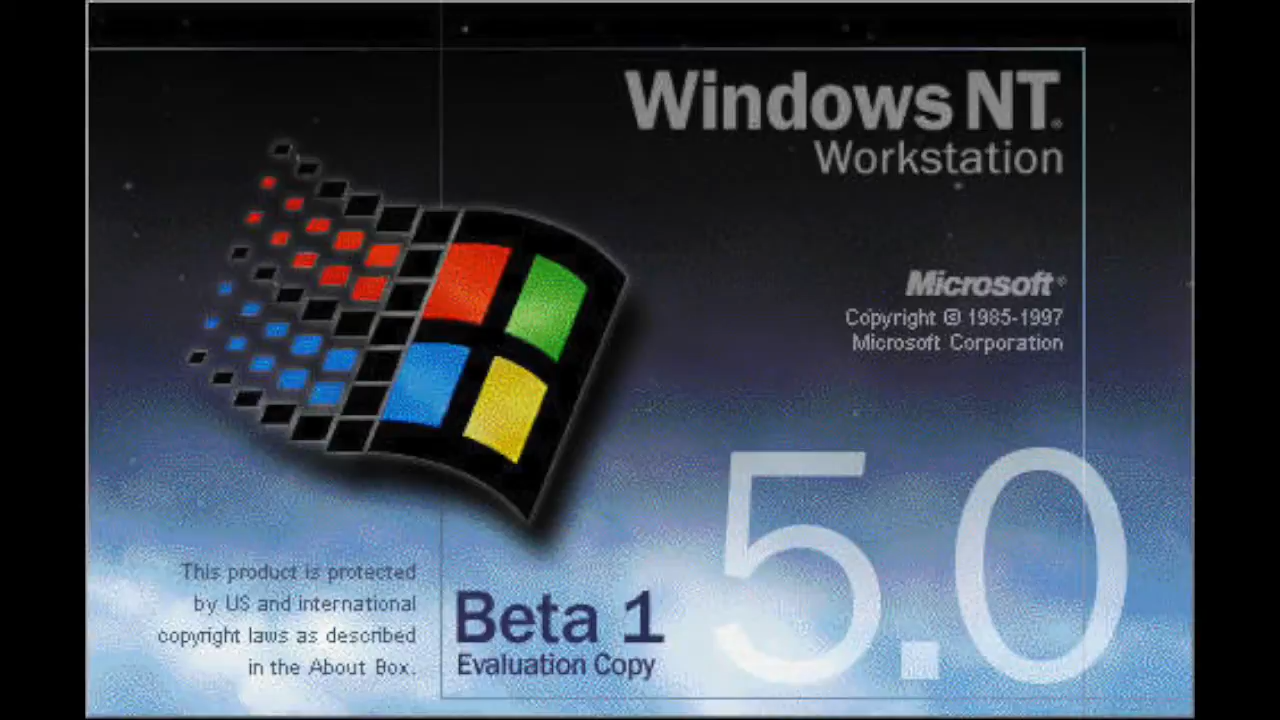 Windows NT®
Workstation
Microsoft®
Copyright © 1985-1997
Microsoft Corporation
5.0
This product is protected
by US and international
copyright laws as described
in the About Box.
Beta 1
Evaluation Copy